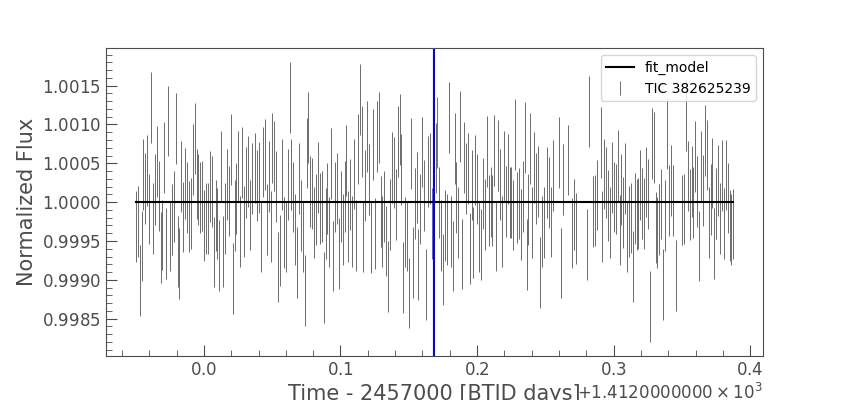 fit_model
TIC 382625239
Normalized Flux
1.0015
1.0010
1.0005
1.0000
0.9995
0.9990
0.9985
0.0
0.1
0.2
0.3
0.4
+1.4120000000 × 10³
Time - 2457000 [BTJD days]